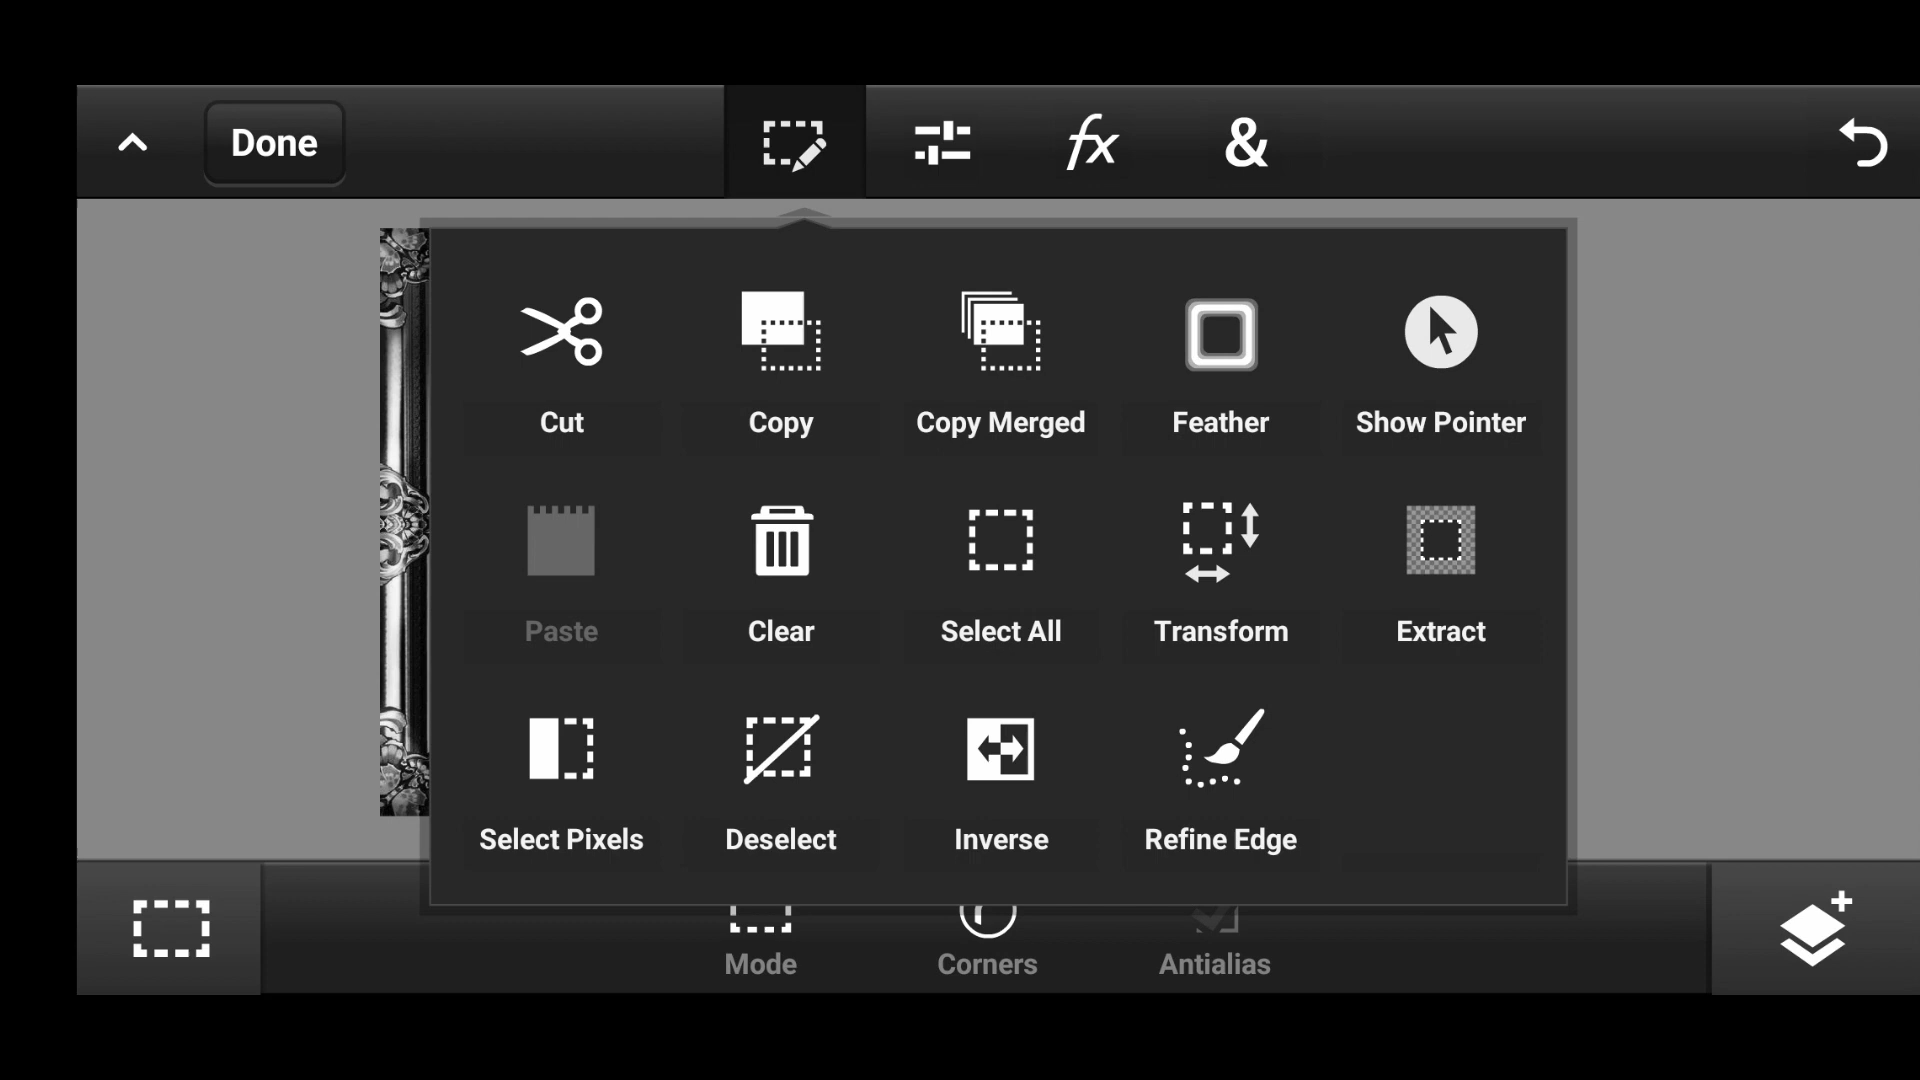 Done
fx
&
Cut
Copy
Copy Merged
Feather
Show Pointer
Paste
Clear
Select All
Transform
Extract
Select Pixels
Deselect
Inverse
Refine Edge
Mode
Corners
Antialias